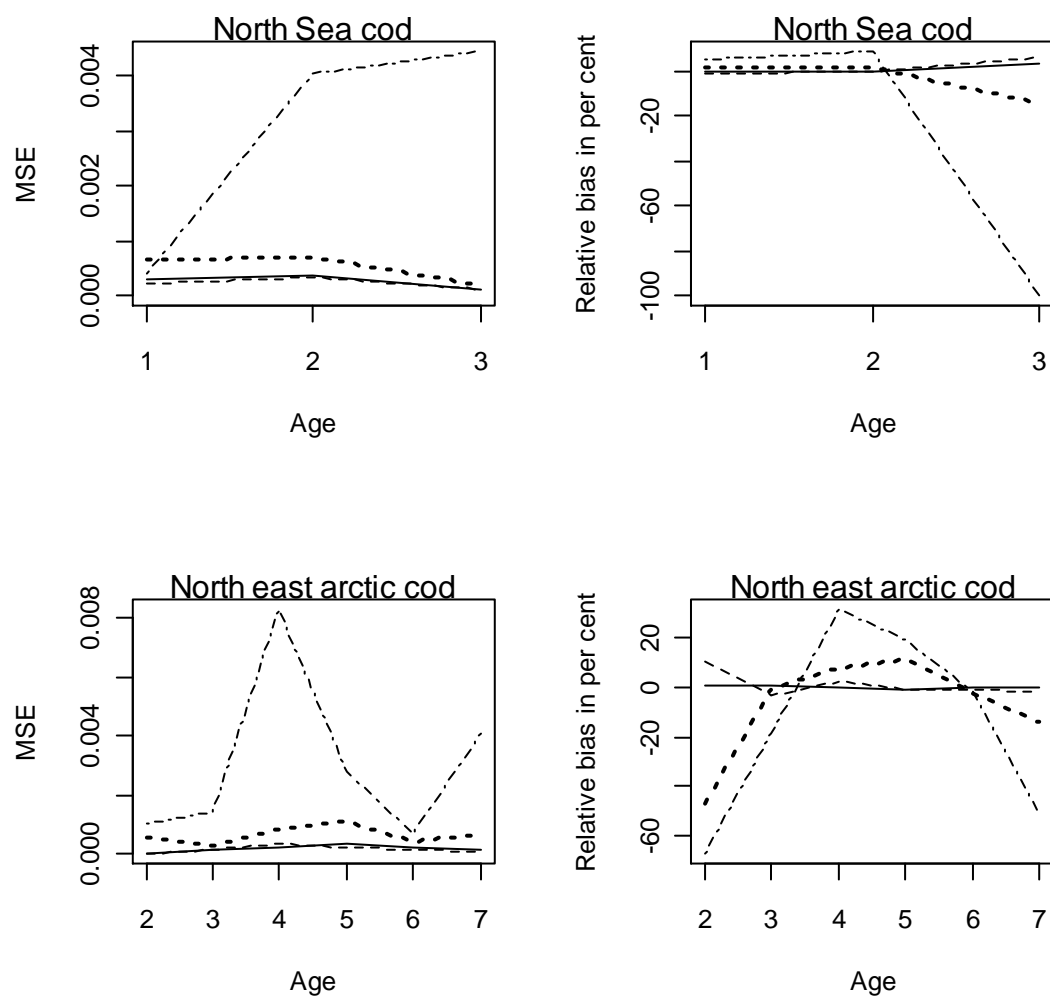 North Sea cod
MSE
0.000 0.002 0.004
1 2 3
Age
North Sea cod
Relative bias in per cent
-100 -60 -20
1 2 3
Age
North east arctic cod
MSE
0.000 0.004 0.008
2 3 4 5 6 7
Age
North east arctic cod
Relative bias in per cent
-60 -20 0 20
2 3 4 5 6 7
Age